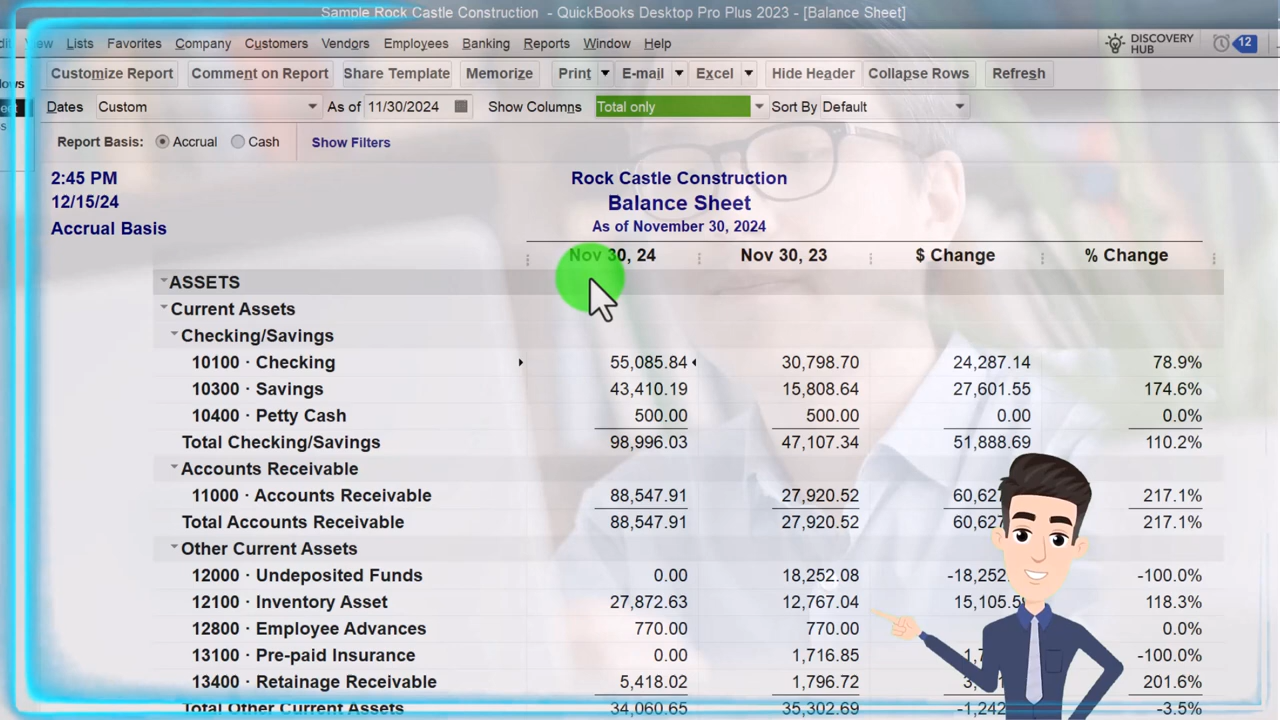 Sample Rock Castle Construction - QuickBooks Desktop Pro Plus 2023 - [Balance Sheet]
Lists Favorites Company Customers Vendors Employees Banking Reports Window Help
DISCOVERY HUB 12
Customize Report Comment on Report Share Template Memorize Print E-mail Excel Hide Header Collapse Rows Refresh
Dates Custom As of 11/30/2024 Show Columns Total only Sort By Default
Report Basis: Accrual Cash Show Filters
2:45 PM
12/15/24
Accrual Basis
Rock Castle Construction
Balance Sheet
As of November 30, 2024
Nov 30, 24 Nov 30, 23 $ Change % Change
ASSETS
Current Assets
Checking/Savings
10100 · Checking 55,085.84 30,798.70 24,287.14 78.9%
10300 · Savings 43,410.19 15,808.64 27,601.55 174.6%
10400 · Petty Cash 500.00 500.00 0.00 0.0%
Total Checking/Savings 98,996.03 47,107.34 51,888.69 110.2%
Accounts Receivable
11000 · Accounts Receivable 88,547.91 27,920.52 217.1%
Total Accounts Receivable 88,547.91 27,920.52 217.1%
Other Current Assets
12000 · Undeposited Funds 0.00 18,252.08 -100.0%
12100 · Inventory Asset 27,872.63 12,767.04 118.3%
12800 · Employee Advances 770.00 770.00 0.0%
13100 · Pre-paid Insurance 0.00 1,716.85 -100.0%
13400 · Retainage Receivable 5,418.02 1,796.72 201.6%
Total Other Current Assets 34,060.65 35,302.69 -3.5%